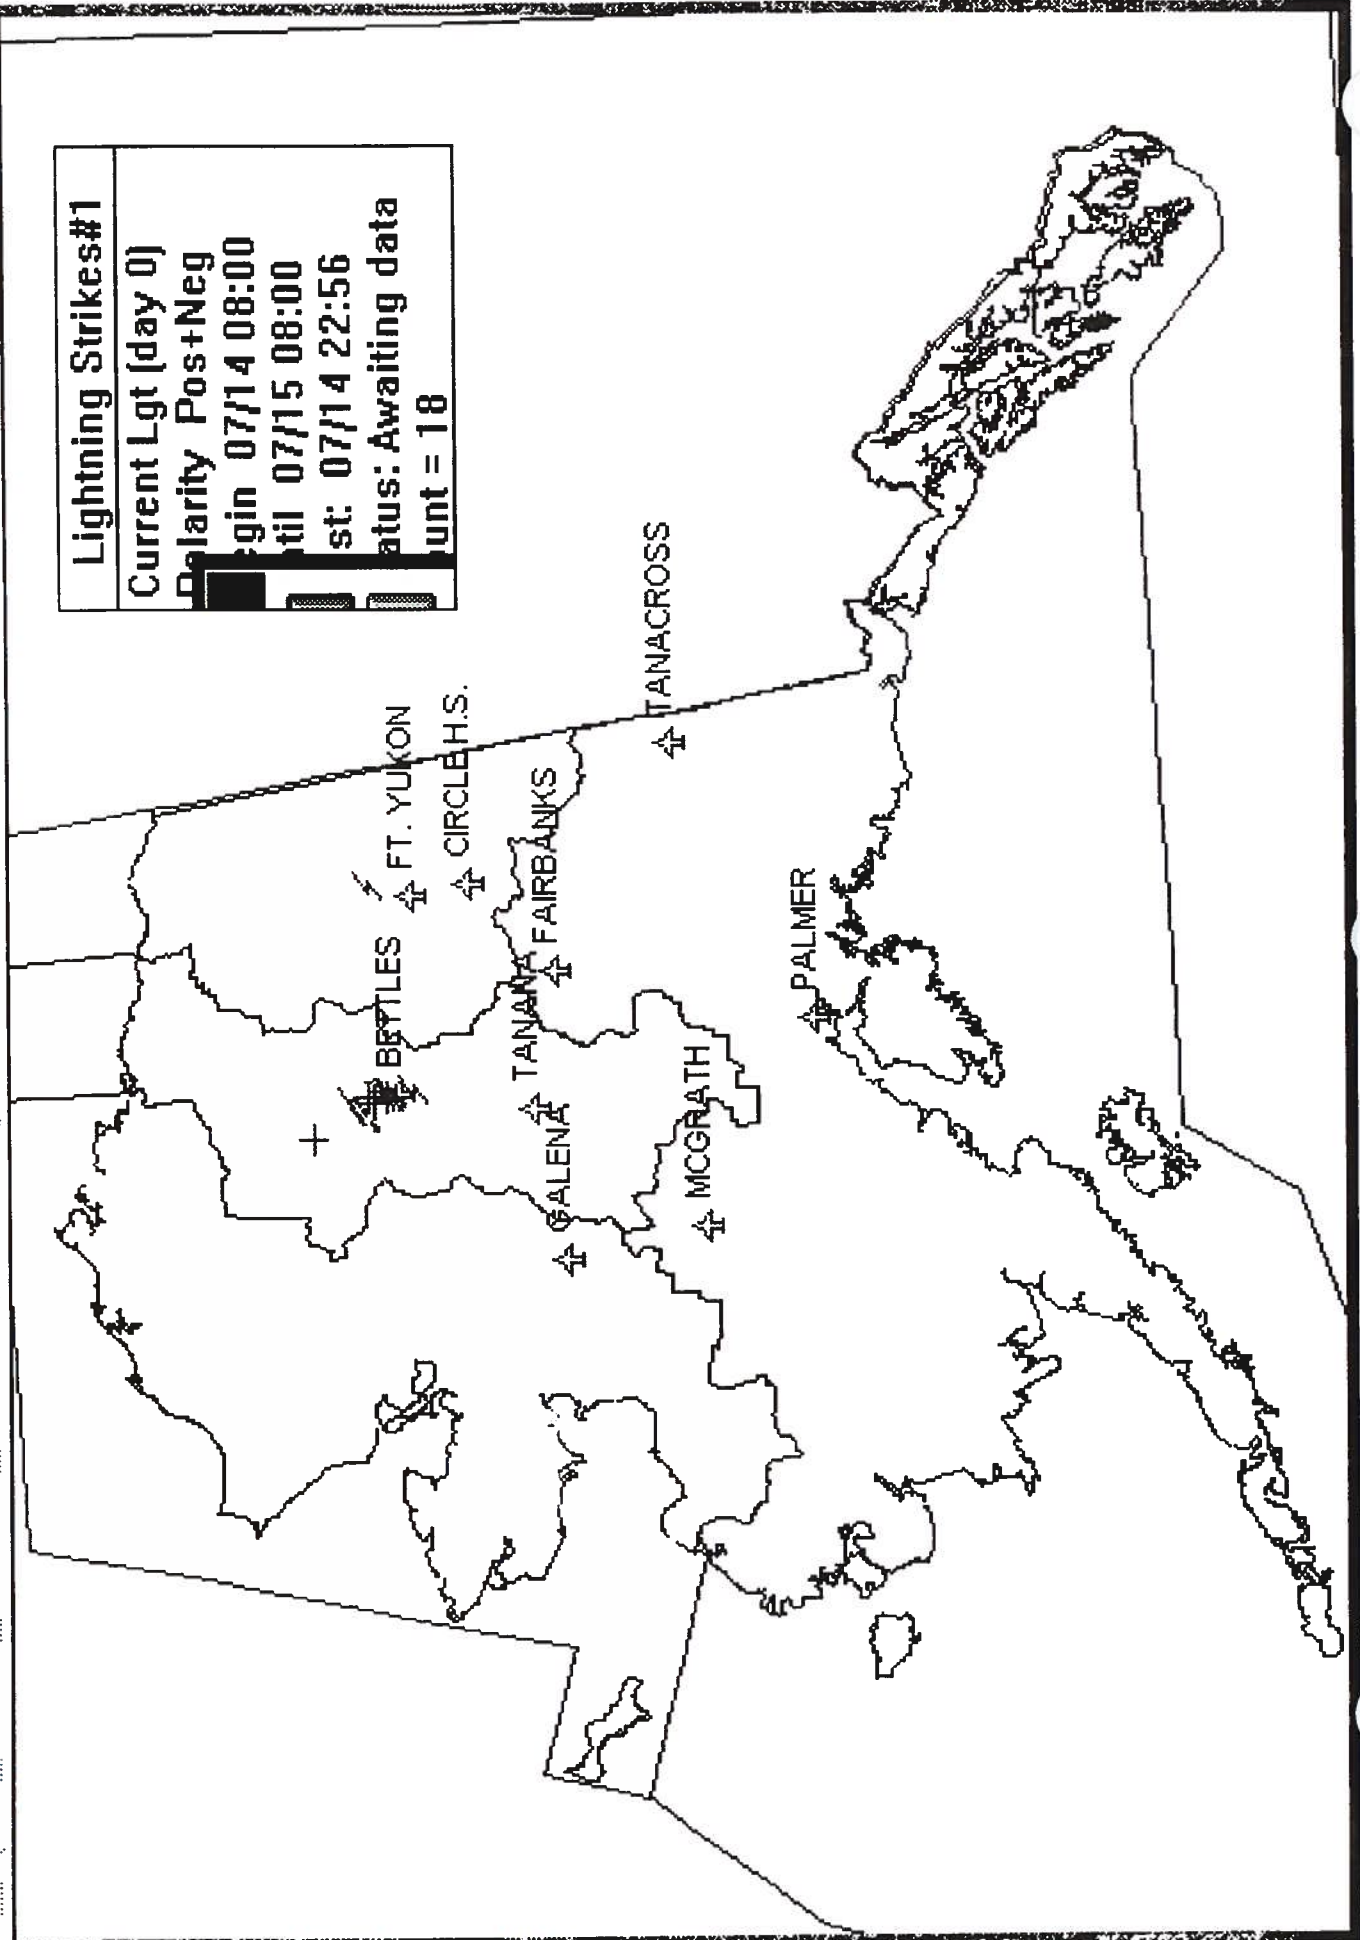 Lightning Strikes#1
Current Lgt (day 0)
Polarity Pos+Neg
egin 07/14 08:00
til 07/15 08:00
st: 07/14 22:56
atus: Awaiting data
unt = 18
FT. YUKON
CIRCLE H.S.
BETTLES
TANACROSS
FAIRBANKS
TANANA
GALENA
MCGRATH
PALMER